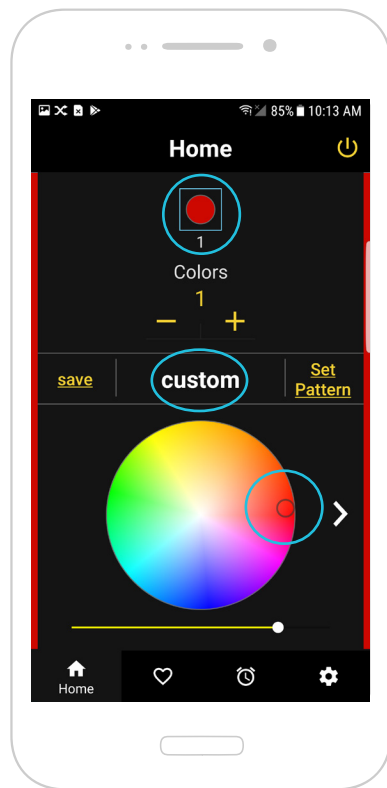 85% 10:13 AM
Home
1
Colors
1
− +
save custom Set
Pattern
Home